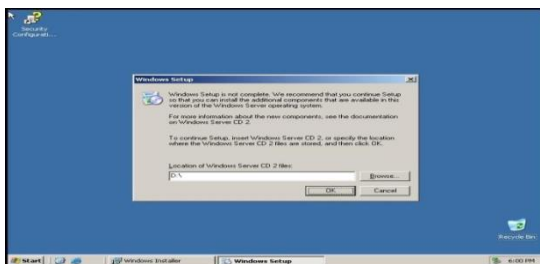 Security
Configurati...
Windows Setup
Windows Setup is not complete. We recommend that you continue Setup
so that you can install the additional components that are available in this
version of the Windows Server operating system.
For more information about the new components, see the documentation
on Windows Server CD 2.
To continue Setup, insert Windows Server CD 2, or specify the location
where the Windows Server CD 2 files are stored, and then click OK.
Location of Windows Server CD 2 files:
D:\
Browse...
OK
Cancel
Recycle Bin
Start
Windows Installer
Windows Setup
6:00 PM